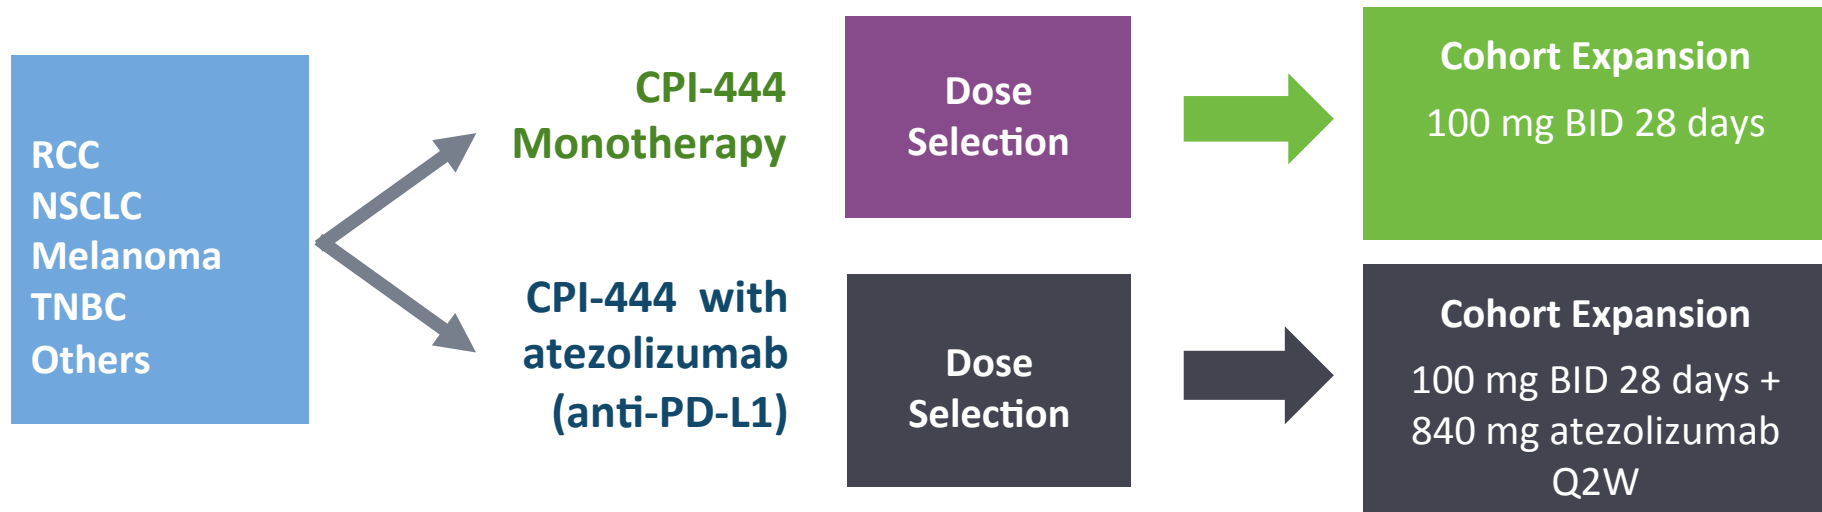 RCC
NSCLC
Melanoma
TNBC
Others
CPI-444
Monotherapy
Dose
Selection
Cohort Expansion
100 mg BID 28 days
CPI-444 with
atezolizumab
(anti-PD-L1)
Dose
Selection
Cohort Expansion
100 mg BID 28 days +
840 mg atezolizumab
Q2W